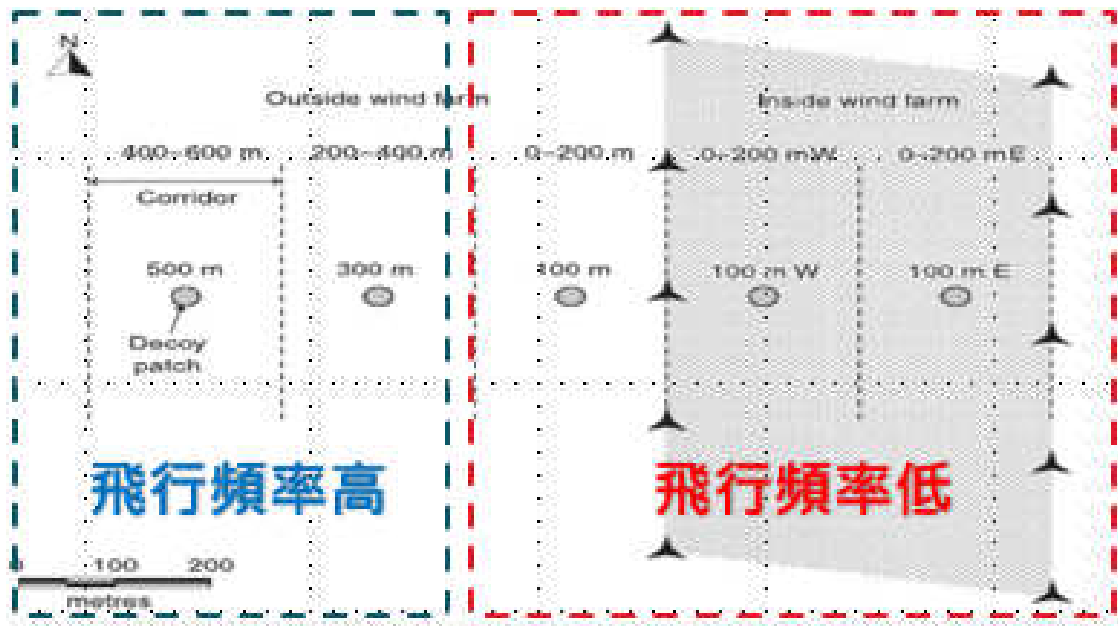 N
Outside wind farm
Inside wind farm
400-600 m
200-400 m
0-200 m
0-200 m W
0-200 m E
Corridor
500 m
300 m
100 m
100 m W
100 m E
Decoy
patch
飛行頻率高
飛行頻率低
0 100 200
metres